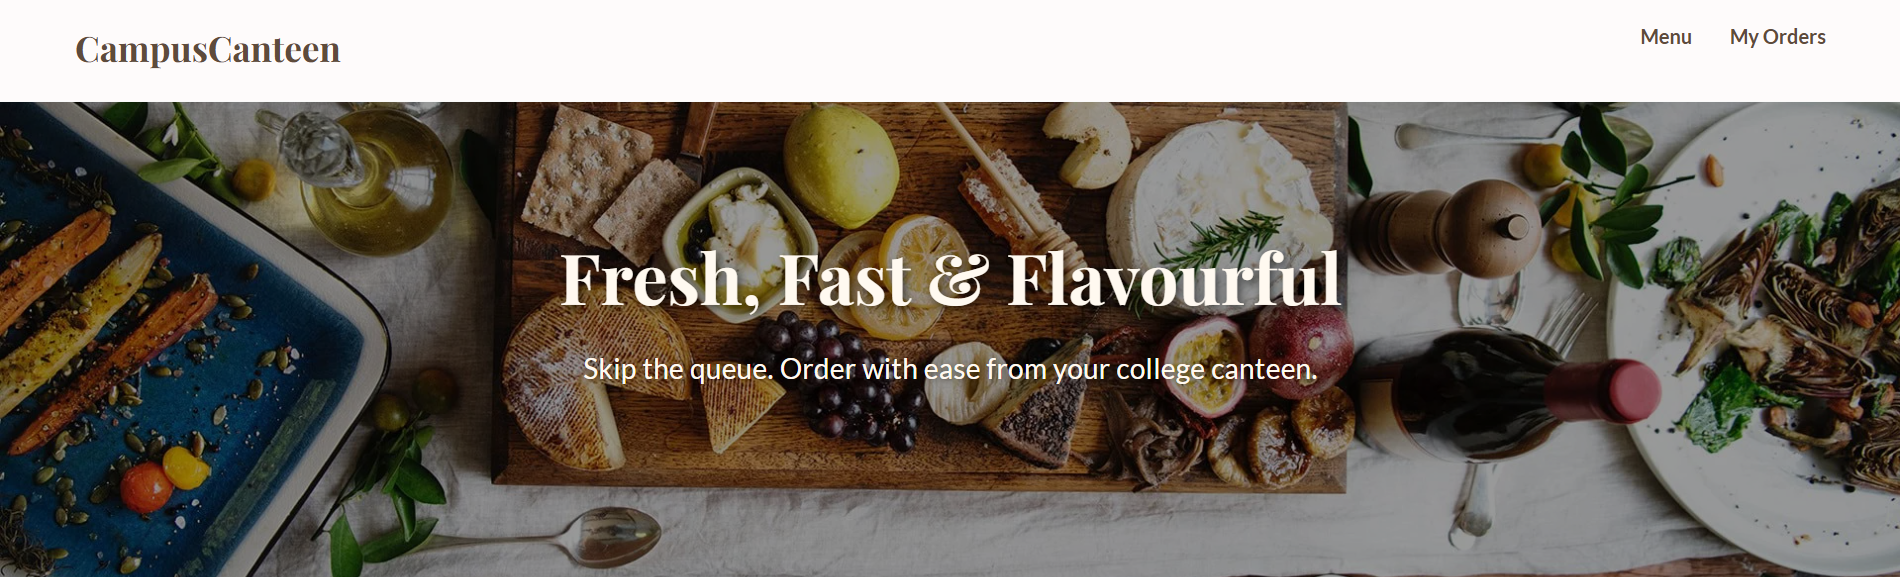 CampusCanteen
Menu
My Orders
Fresh, Fast & Flavourful
Skip the queue. Order with ease from your college canteen.